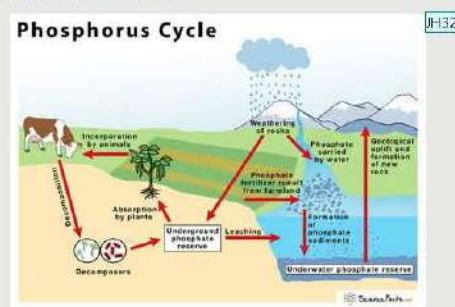 Phosphorus Cycle
JH32
Weathering
of rocks
Incorporation
by animals
Phosphate
carried
by water
Geological
uplift and
formation
of new
rock
Decomposition
Phosphate
fertilizer runoff
from farmland
Absorption
by plants
Underground
phosphate
reserve
Leaching
Formation
of
phosphate
sediments
Decomposers
Underwater phosphate reserve